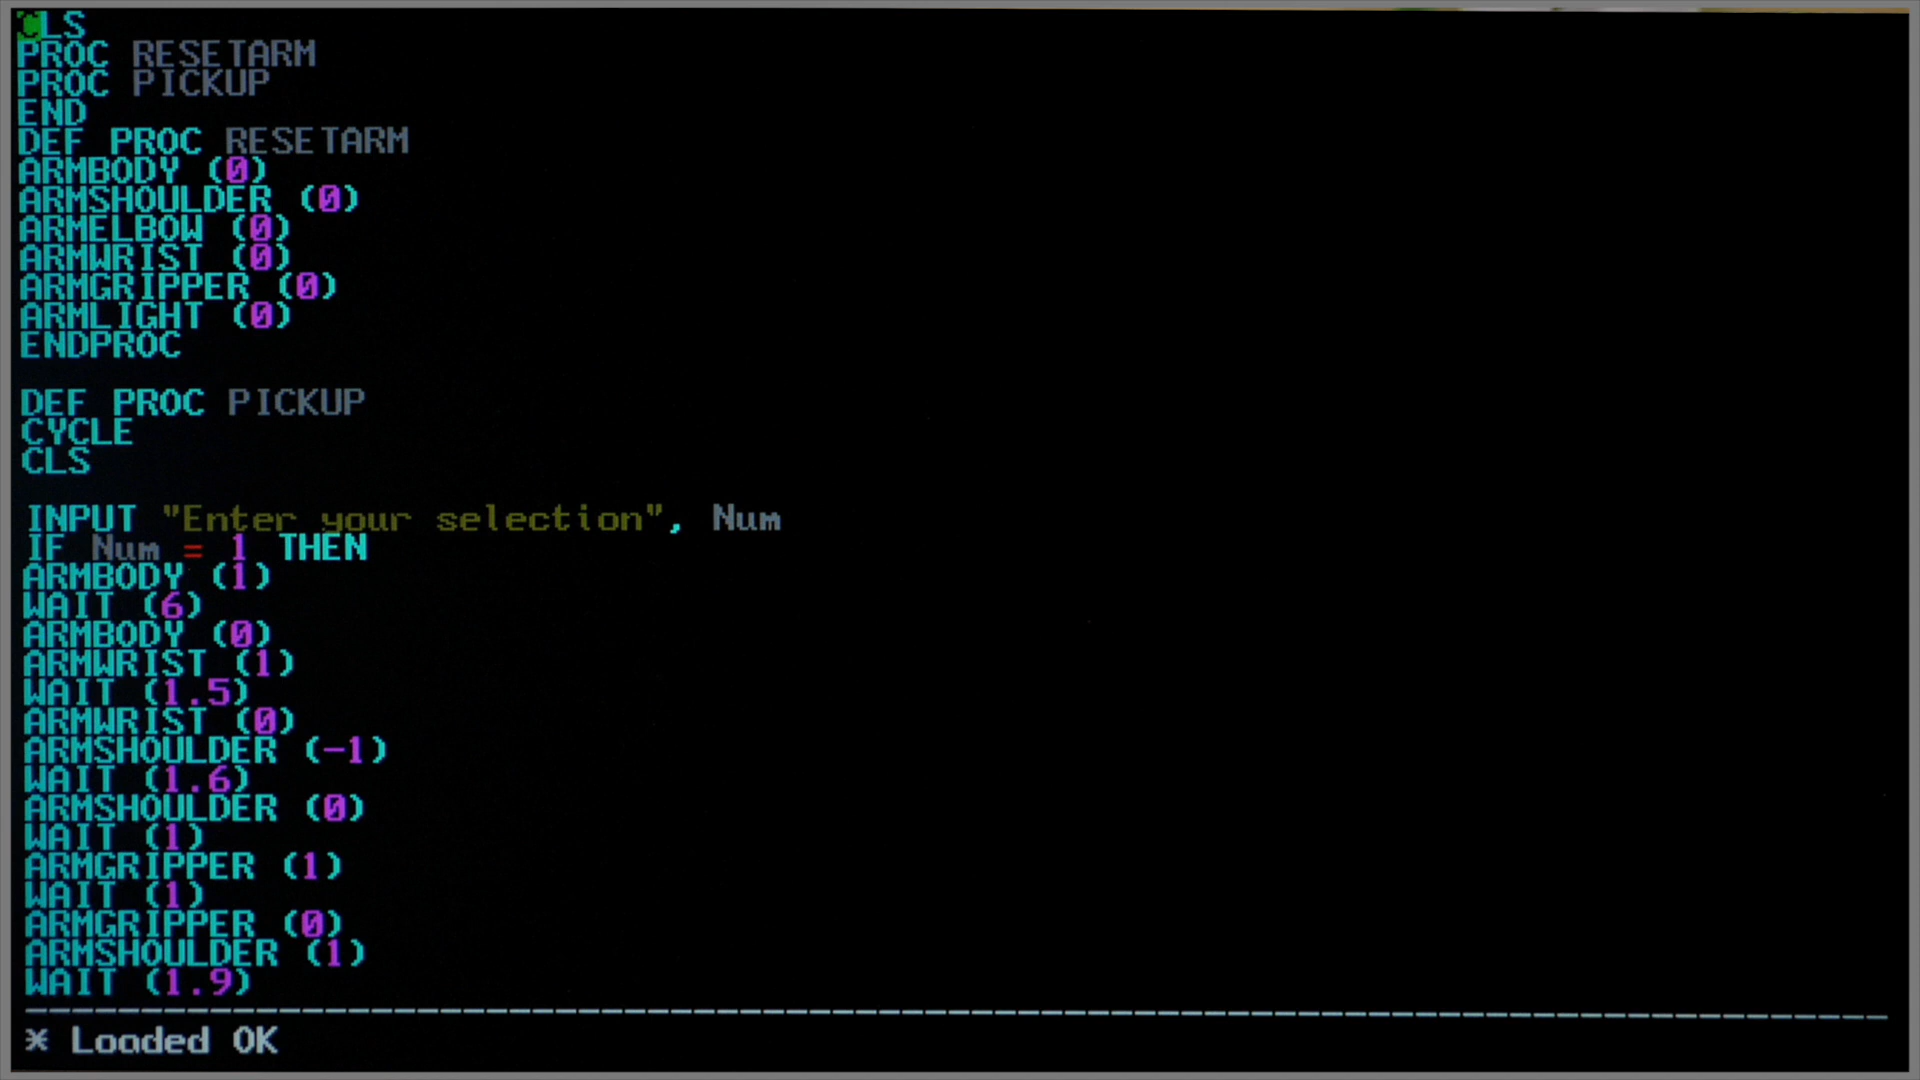 CLS
PROC RESETARM
PROC PICKUP
END
DEF PROC RESETARM
ARMBODY (0)
ARMSHOULDER (0)
ARMELBOW (0)
ARMWRIST (0)
ARMGRIPPER (0)
ARMLIGHT (0)
ENDPROC
DEF PROC PICKUP
CYCLE
CLS
INPUT "Enter your selection", Num
IF Num = 1 THEN
ARMBODY (1)
WAIT (6)
ARMBODY (0)
ARMWRIST (1)
WAIT (1.5)
ARMWRIST (0)
ARMSHOULDER (-1)
WAIT (1.6)
ARMSHOULDER (0)
WAIT (1)
ARMGRIPPER (1)
WAIT (1)
ARMGRIPPER (0)
ARMSHOULDER (1)
WAIT (1.9)
* Loaded OK